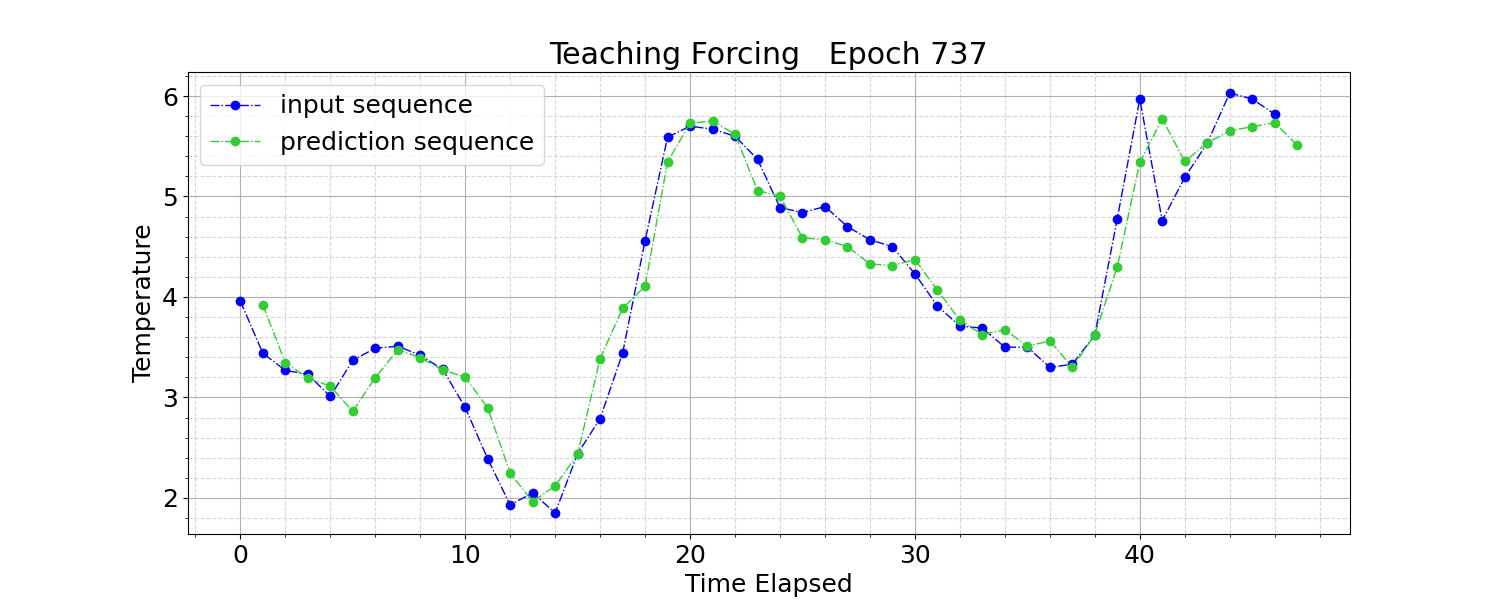 Teaching Forcing   Epoch 737
input sequence
prediction sequence
6
5
4
3
2
Temperature
0 10 20 30 40
Time Elapsed